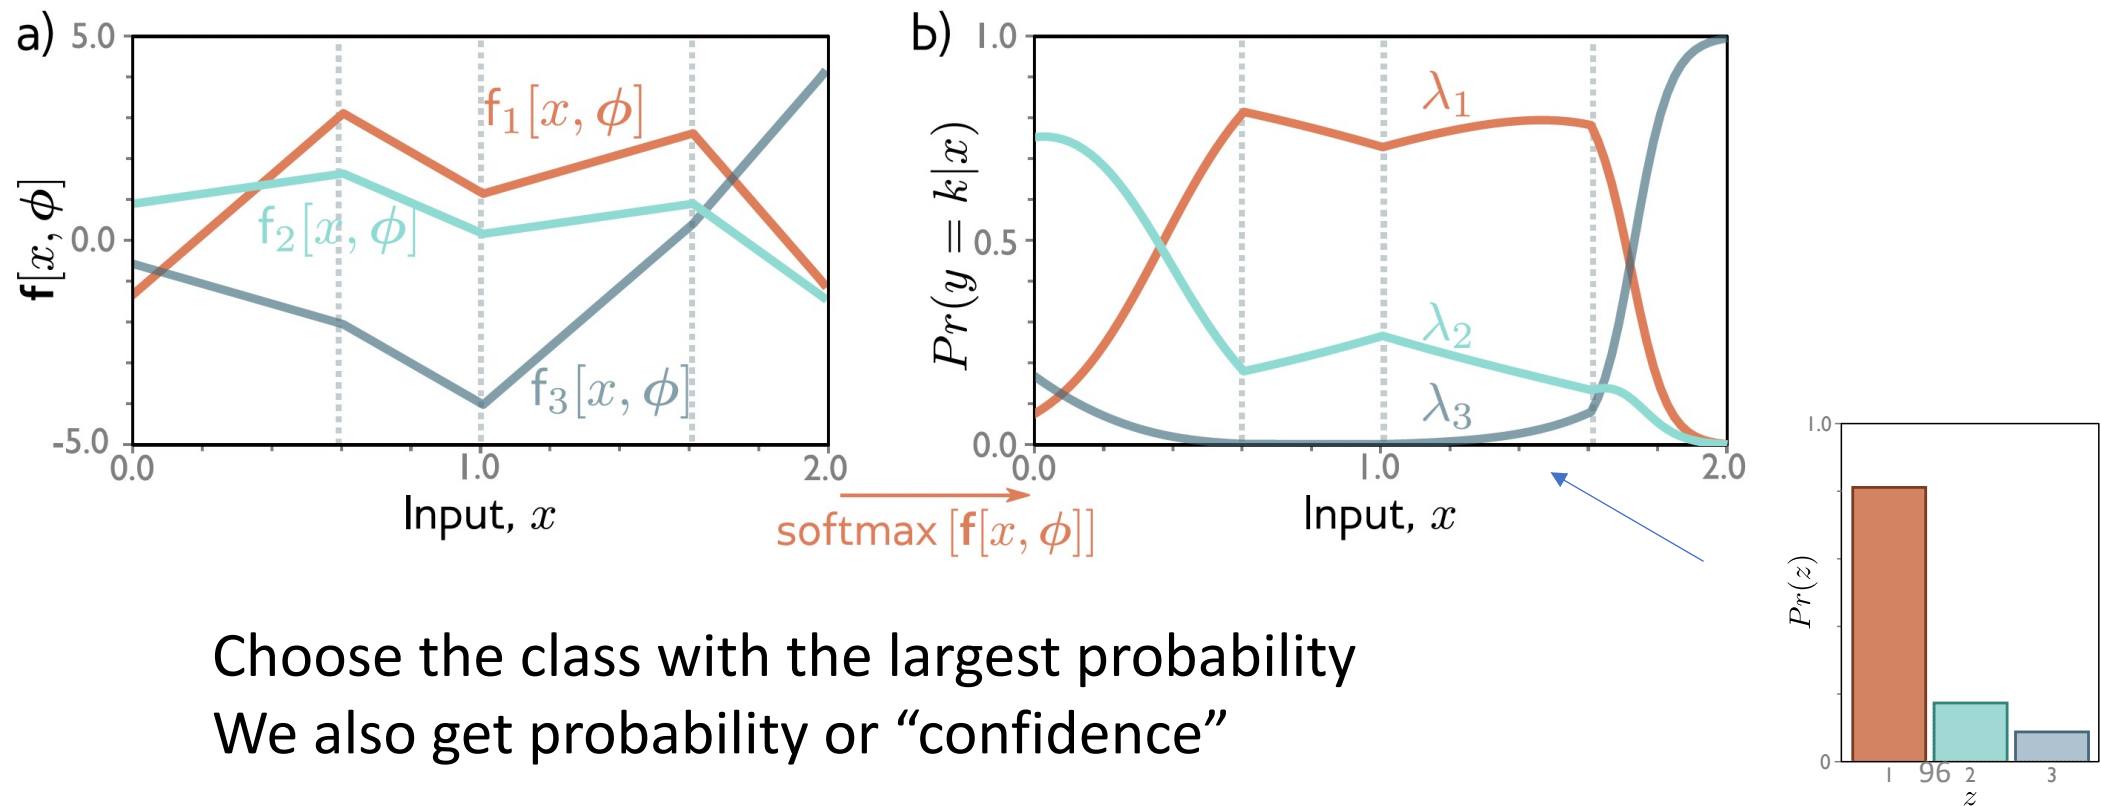 a)
5.0
0.0
-5.0
f[x, ϕ]
f₁[x, ϕ]
f₂[x, ϕ]
f₃[x, ϕ]
0.0 1.0 2.0
Input, x
softmax [f[x, ϕ]]
b)
1.0
0.5
0.0
Pr(y = k|x)
λ₁
λ₂
λ₃
0.0 1.0 2.0
Input, x
1.0
0
Pr(z)
1 2 3
z
Choose the class with the largest probability
We also get probability or “confidence”
96